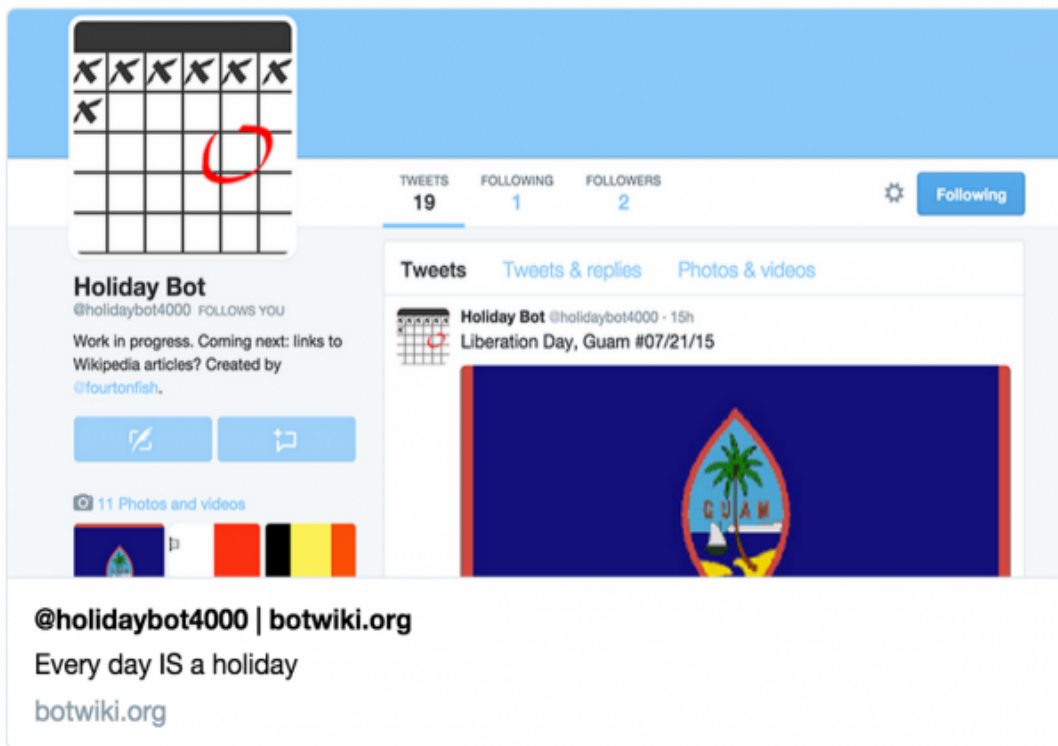 TWEETS
19
FOLLOWING
1
FOLLOWERS
2
Following
Holiday Bot
@holidaybot4000 FOLLOWS YOU
Work in progress. Coming next: links to
Wikipedia articles? Created by
@fourtonfish.
11 Photos and videos
Tweets Tweets & replies Photos & videos
Holiday Bot @holidaybot4000 · 15h
Liberation Day, Guam #07/21/15
GUAM
@holidaybot4000 | botwiki.org
Every day IS a holiday
botwiki.org